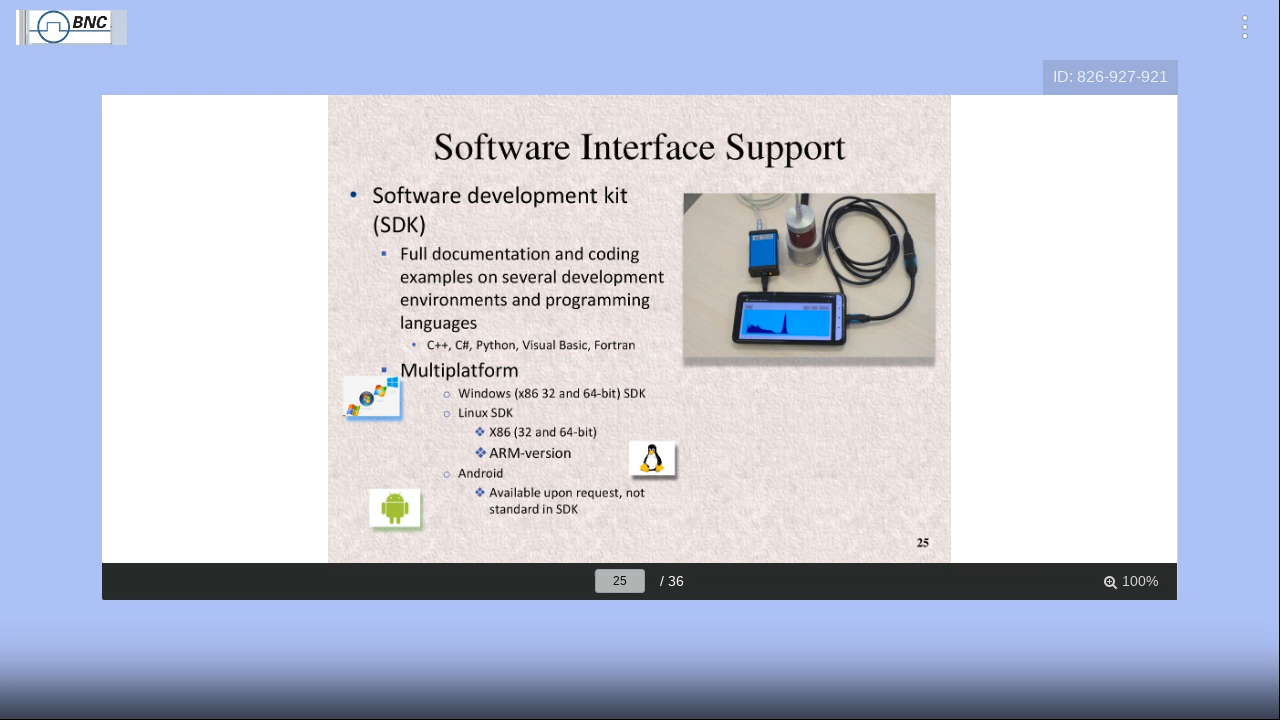 BNC
ID: 826-927-921
Software Interface Support
• Software development kit
(SDK)
▪ Full documentation and coding
examples on several development
environments and programming
languages
• C++, C#, Python, Visual Basic, Fortran
▪ Multiplatform
○ Windows (x86 32 and 64-bit) SDK
○ Linux SDK
❖ X86 (32 and 64-bit)
❖ ARM-version
○ Android
❖ Available upon request, not
standard in SDK
25
25 / 36
100%